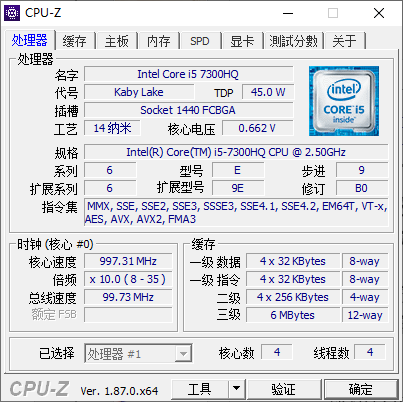 CPU-Z
处理器 缓存 主板 内存 SPD 显卡 測試分數 关于
处理器
名字 Intel Core i5 7300HQ
代号 Kaby Lake TDP 45.0 W
插槽 Socket 1440 FCBGA
工艺 14 纳米 核心电压 0.662 V
intel CORE i5 inside™
规格 Intel(R) Core(TM) i5-7300HQ CPU @ 2.50GHz
系列 6 型号 E 步进 9
扩展系列 6 扩展型号 9E 修订 B0
指令集 MMX, SSE, SSE2, SSE3, SSSE3, SSE4.1, SSE4.2, EM64T, VT-x,
AES, AVX, AVX2, FMA3
时钟 (核心 #0) 缓存
核心速度 997.31 MHz 一级 数据 4 x 32 KBytes 8-way
倍频 x 10.0 ( 8 - 35 ) 一级 指令 4 x 32 KBytes 8-way
总线速度 99.73 MHz 二级 4 x 256 KBytes 4-way
额定 FSB 三级 6 MBytes 12-way
已选择 处理器 #1 核心数 4 线程数 4
CPU-Z Ver. 1.87.0.x64 工具 验证 确定